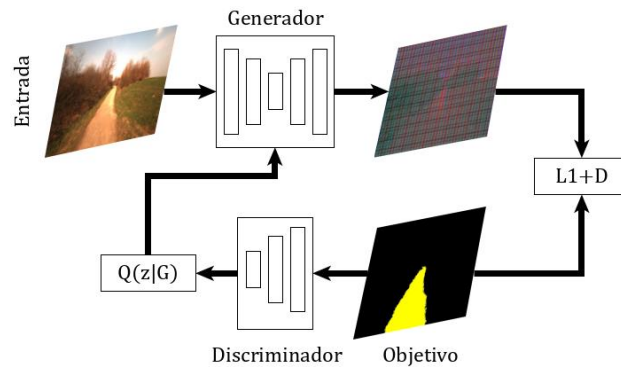 Generador
Entrada
L1+D
Q(z|G)
Discriminador
Objetivo